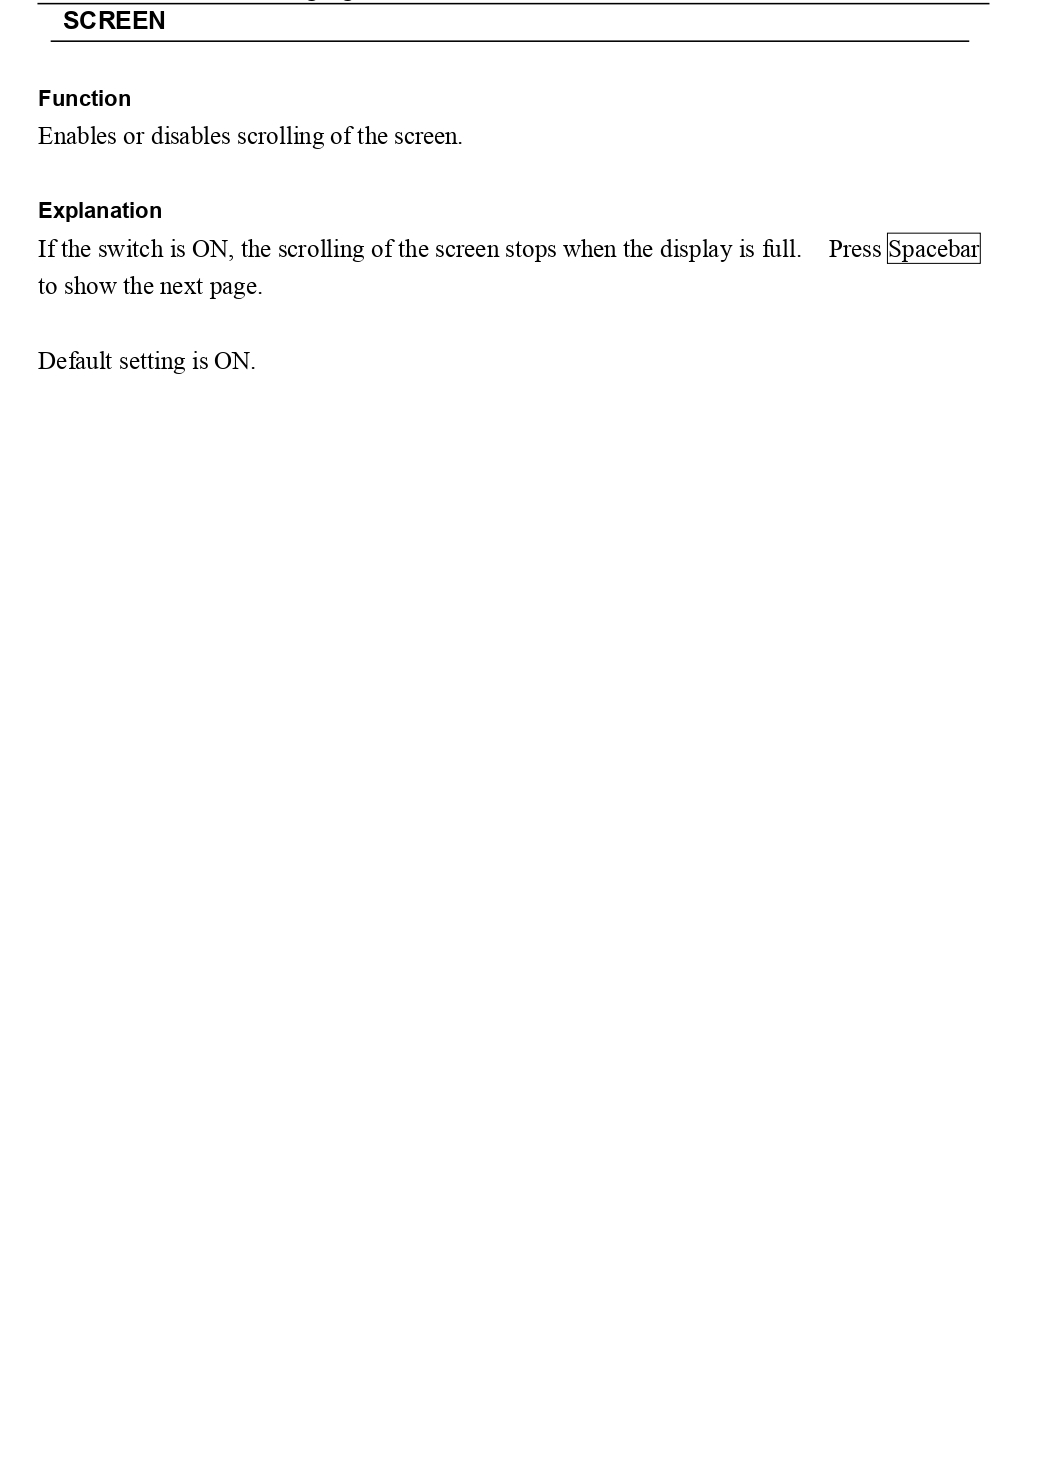 SCREEN
Function
Enables or disables scrolling of the screen.
Explanation
If the switch is ON, the scrolling of the screen stops when the display is full. Press Spacebar
to show the next page.
Default setting is ON.